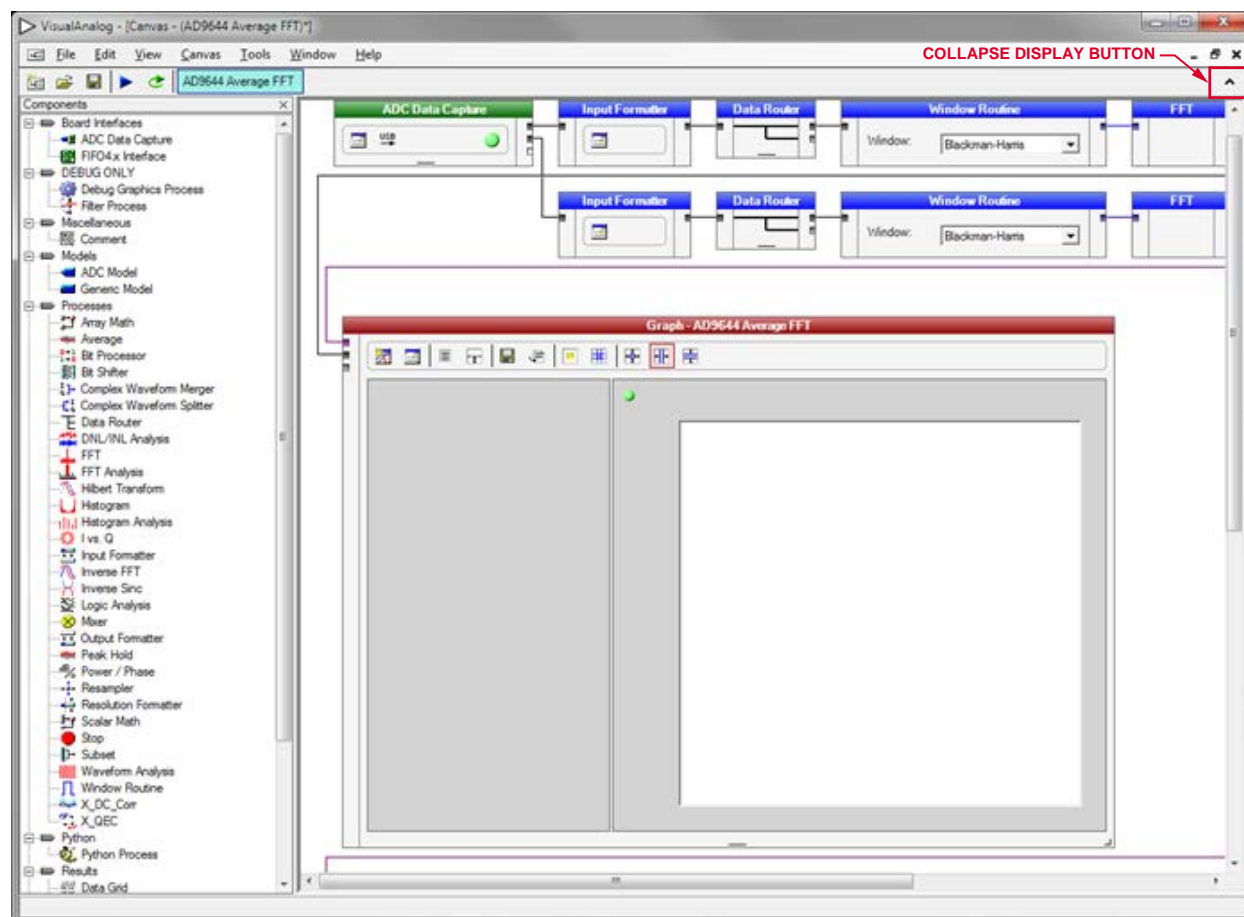 VisualAnalog - [Canvas - (AD9644 Average FFT)*]
File Edit View Canvas Tools Window Help
COLLAPSE DISPLAY BUTTON
AD9644 Average FFT
Components
Board Interfaces
ADC Data Capture
FIFO4.x Interface
DEBUG ONLY
Debug Graphics Process
Filter Process
Miscellaneous
Comment
Models
ADC Model
Generic Model
Processes
Array Math
Average
Bit Processor
Bit Shifter
Complex Waveform Merger
Complex Waveform Splitter
Data Router
DNL/INL Analysis
FFT
FFT Analysis
Hilbert Transform
Histogram
Histogram Analysis
I vs. Q
Input Formatter
Inverse FFT
Inverse Sinc
Logic Analysis
Mixer
Output Formatter
Peak Hold
Power / Phase
Resampler
Resolution Formatter
Scalar Math
Stop
Subset
Waveform Analysis
Window Routine
X_DC_Corr
X_QEC
Python
Python Process
Results
Data Grid
ADC Data Capture
USB
Input Formatter
Data Router
Window Routine
Window:
Blackman-Harris
FFT
Input Formatter
Data Router
Window Routine
Window:
Blackman-Harris
FFT
Graph - AD9644 Average FFT